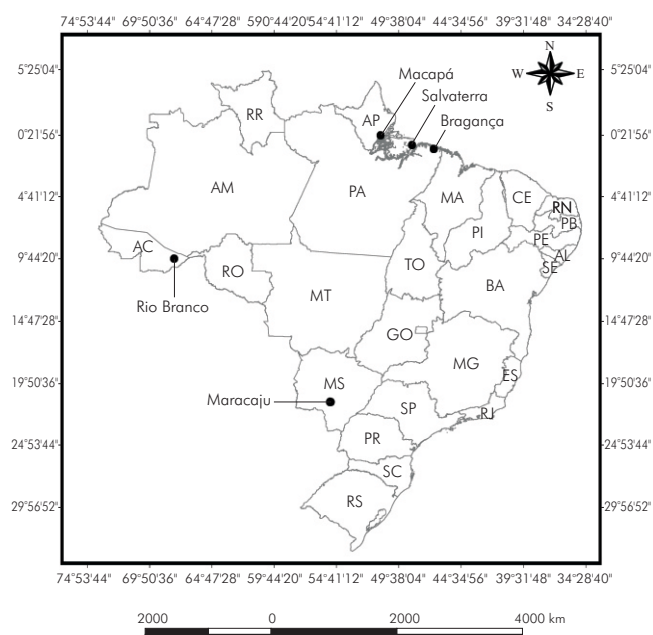 74°53'44" 69°50'36" 64°47'28" 59°44'20" 54°41'12" 49°38'04" 44°34'56" 39°31'48" 34°28'40"
N
W E
S
5°25'04" 5°25'04"
Macapá
Salvaterra
Bragança
RR
AP
0°21'56" 0°21'56"
AM
PA
MA
CE
RN
4°41'12" 4°41'12"
PB
PI
PE
AC
AL
9°44'20" 9°44'20"
RO
TO
SE
BA
Rio Branco
MT
14°47'28" 14°47'28"
GO
MG
ES
19°50'36" 19°50'36"
MS
Maracaju
SP
RJ
PR
24°53'44" 24°53'44"
SC
RS
29°56'52" 29°56'52"
74°53'44" 69°50'36" 64°47'28" 59°44'20" 54°41'12" 49°38'04" 44°34'56" 39°31'48" 34°28'40"
2000 0 2000 4000 km